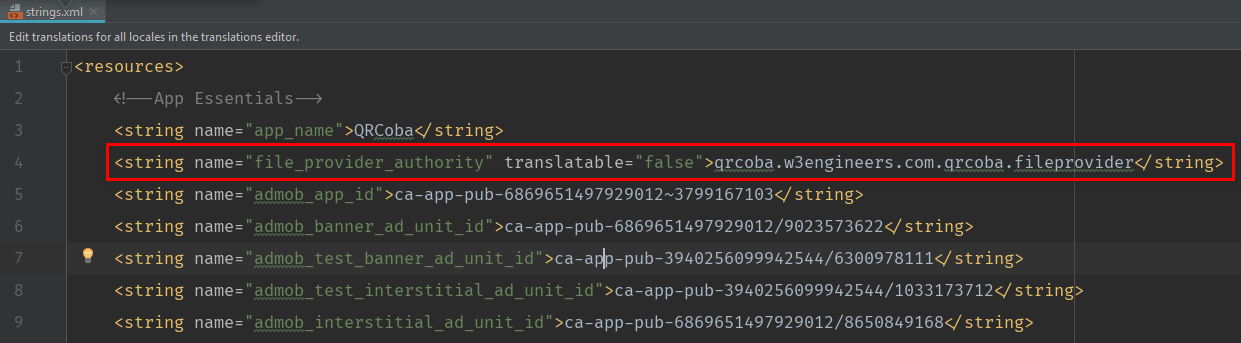 strings.xml
Edit translations for all locales in the translations editor.
1 <resources>
2 <!--App Essentials-->
3 <string name="app_name">QRCoba</string>
4 <string name="file_provider_authority" translatable="false">qrcoba.w3engineers.com.qrcoba.fileprovider</string>
5 <string name="admob_app_id">ca-app-pub-6869651497929012~3799167103</string>
6 <string name="admob_banner_ad_unit_id">ca-app-pub-6869651497929012/9023573622</string>
7 <string name="admob_test_banner_ad_unit_id">ca-app-pub-3940256099942544/6300978111</string>
8 <string name="admob_test_interstitial_ad_unit_id">ca-app-pub-3940256099942544/1033173712</string>
9 <string name="admob_interstitial_ad_unit_id">ca-app-pub-6869651497929012/8650849168</string>